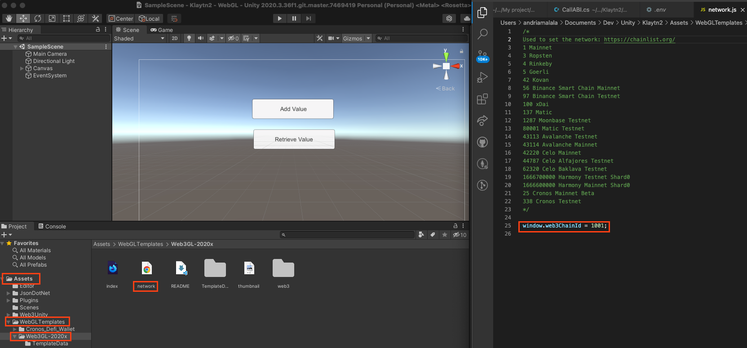 SampleScene - Klaytn2 - WebGL - Unity 2020.3.36f1.git.master.7469419 Personal <Metal> <Rosetta>
Center Local
Hierarchy
All
SampleScene
Main Camera
Directional Light
Canvas
EventSystem
Scene Game
Shaded 2D Gizmos All
Back
Add Value
Retrieve Value
Project Console
10
Favorites
All Materials
All Models
All Prefabs
Assets
Editor
JsonDotNet
Plugins
Scenes
Web3Unity
WebGLTemplates
Cronos_Defi_Wallet
Web3GL-2020x
TemplateData
Assets > WebGLTemplates > Web3GL-2020x
index network README TemplateD... thumbnail web3
10K+
.../My project/... CallABI.cs .../Klaytn2/... .env network.js
Users > andriamalala > Documents > Dev > Unity > Klaytn2 > Assets > WebGLTemplates
1 /*
2 Used to set the network: https://chainlist.org/
3 1 Mainnet
4 3 Ropsten
5 4 Rinkeby
6 5 Goerli
7 42 Kovan
8 56 Binance Smart Chain Mainnet
9 97 Binance Smart Chain Testnet
10 100 xDai
11 137 Matic
12 1287 Moonbase Testnet
13 80001 Matic Testnet
14 43113 Avalanche Testnet
15 43114 Avalanche Mainnet
16 42220 Celo Mainnet
17 44787 Celo Alfajores Testnet
18 62320 Celo Baklava Testnet
19 1666700000 Harmony Testnet Shard0
20 1666600000 Harmony Mainnet Shard0
21 25 Cronos Mainnet Beta
22 338 Cronos Testnet
23 */
24
25 window.web3ChainId = 1001;
26